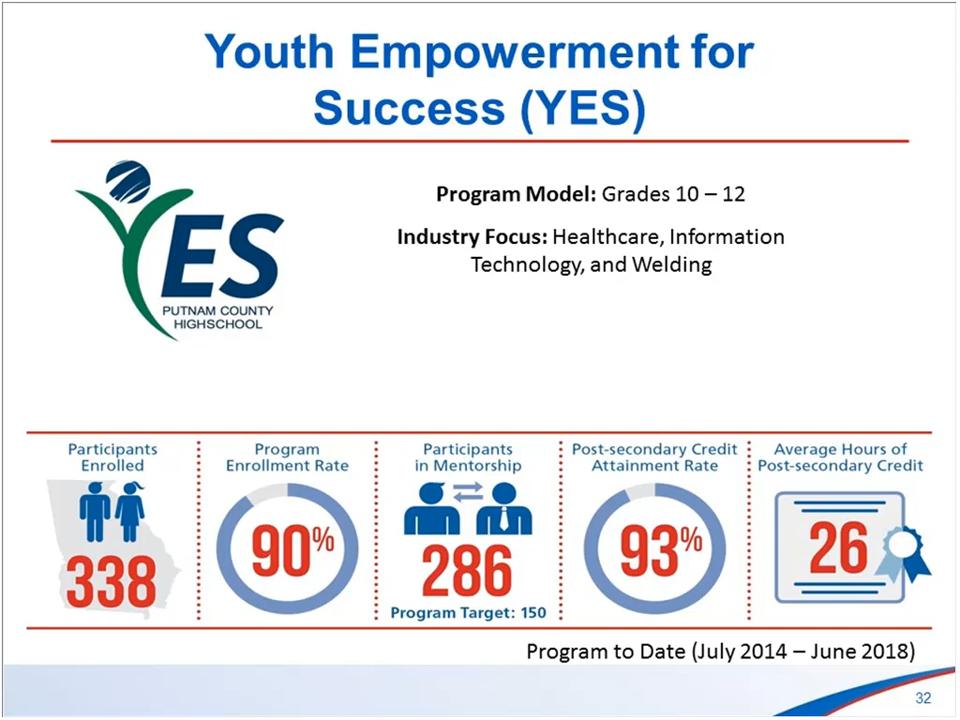 Youth Empowerment for
Success (YES)
YES
PUTNAM COUNTY
HIGHSCHOOL
Program Model: Grades 10 – 12
Industry Focus: Healthcare, Information
Technology, and Welding
Participants
Enrolled
338
Program
Enrollment Rate
90%
Participants
in Mentorship
286
Program Target: 150
Post-secondary Credit
Attainment Rate
93%
Average Hours of
Post-secondary Credit
26
Program to Date (July 2014 – June 2018)
32